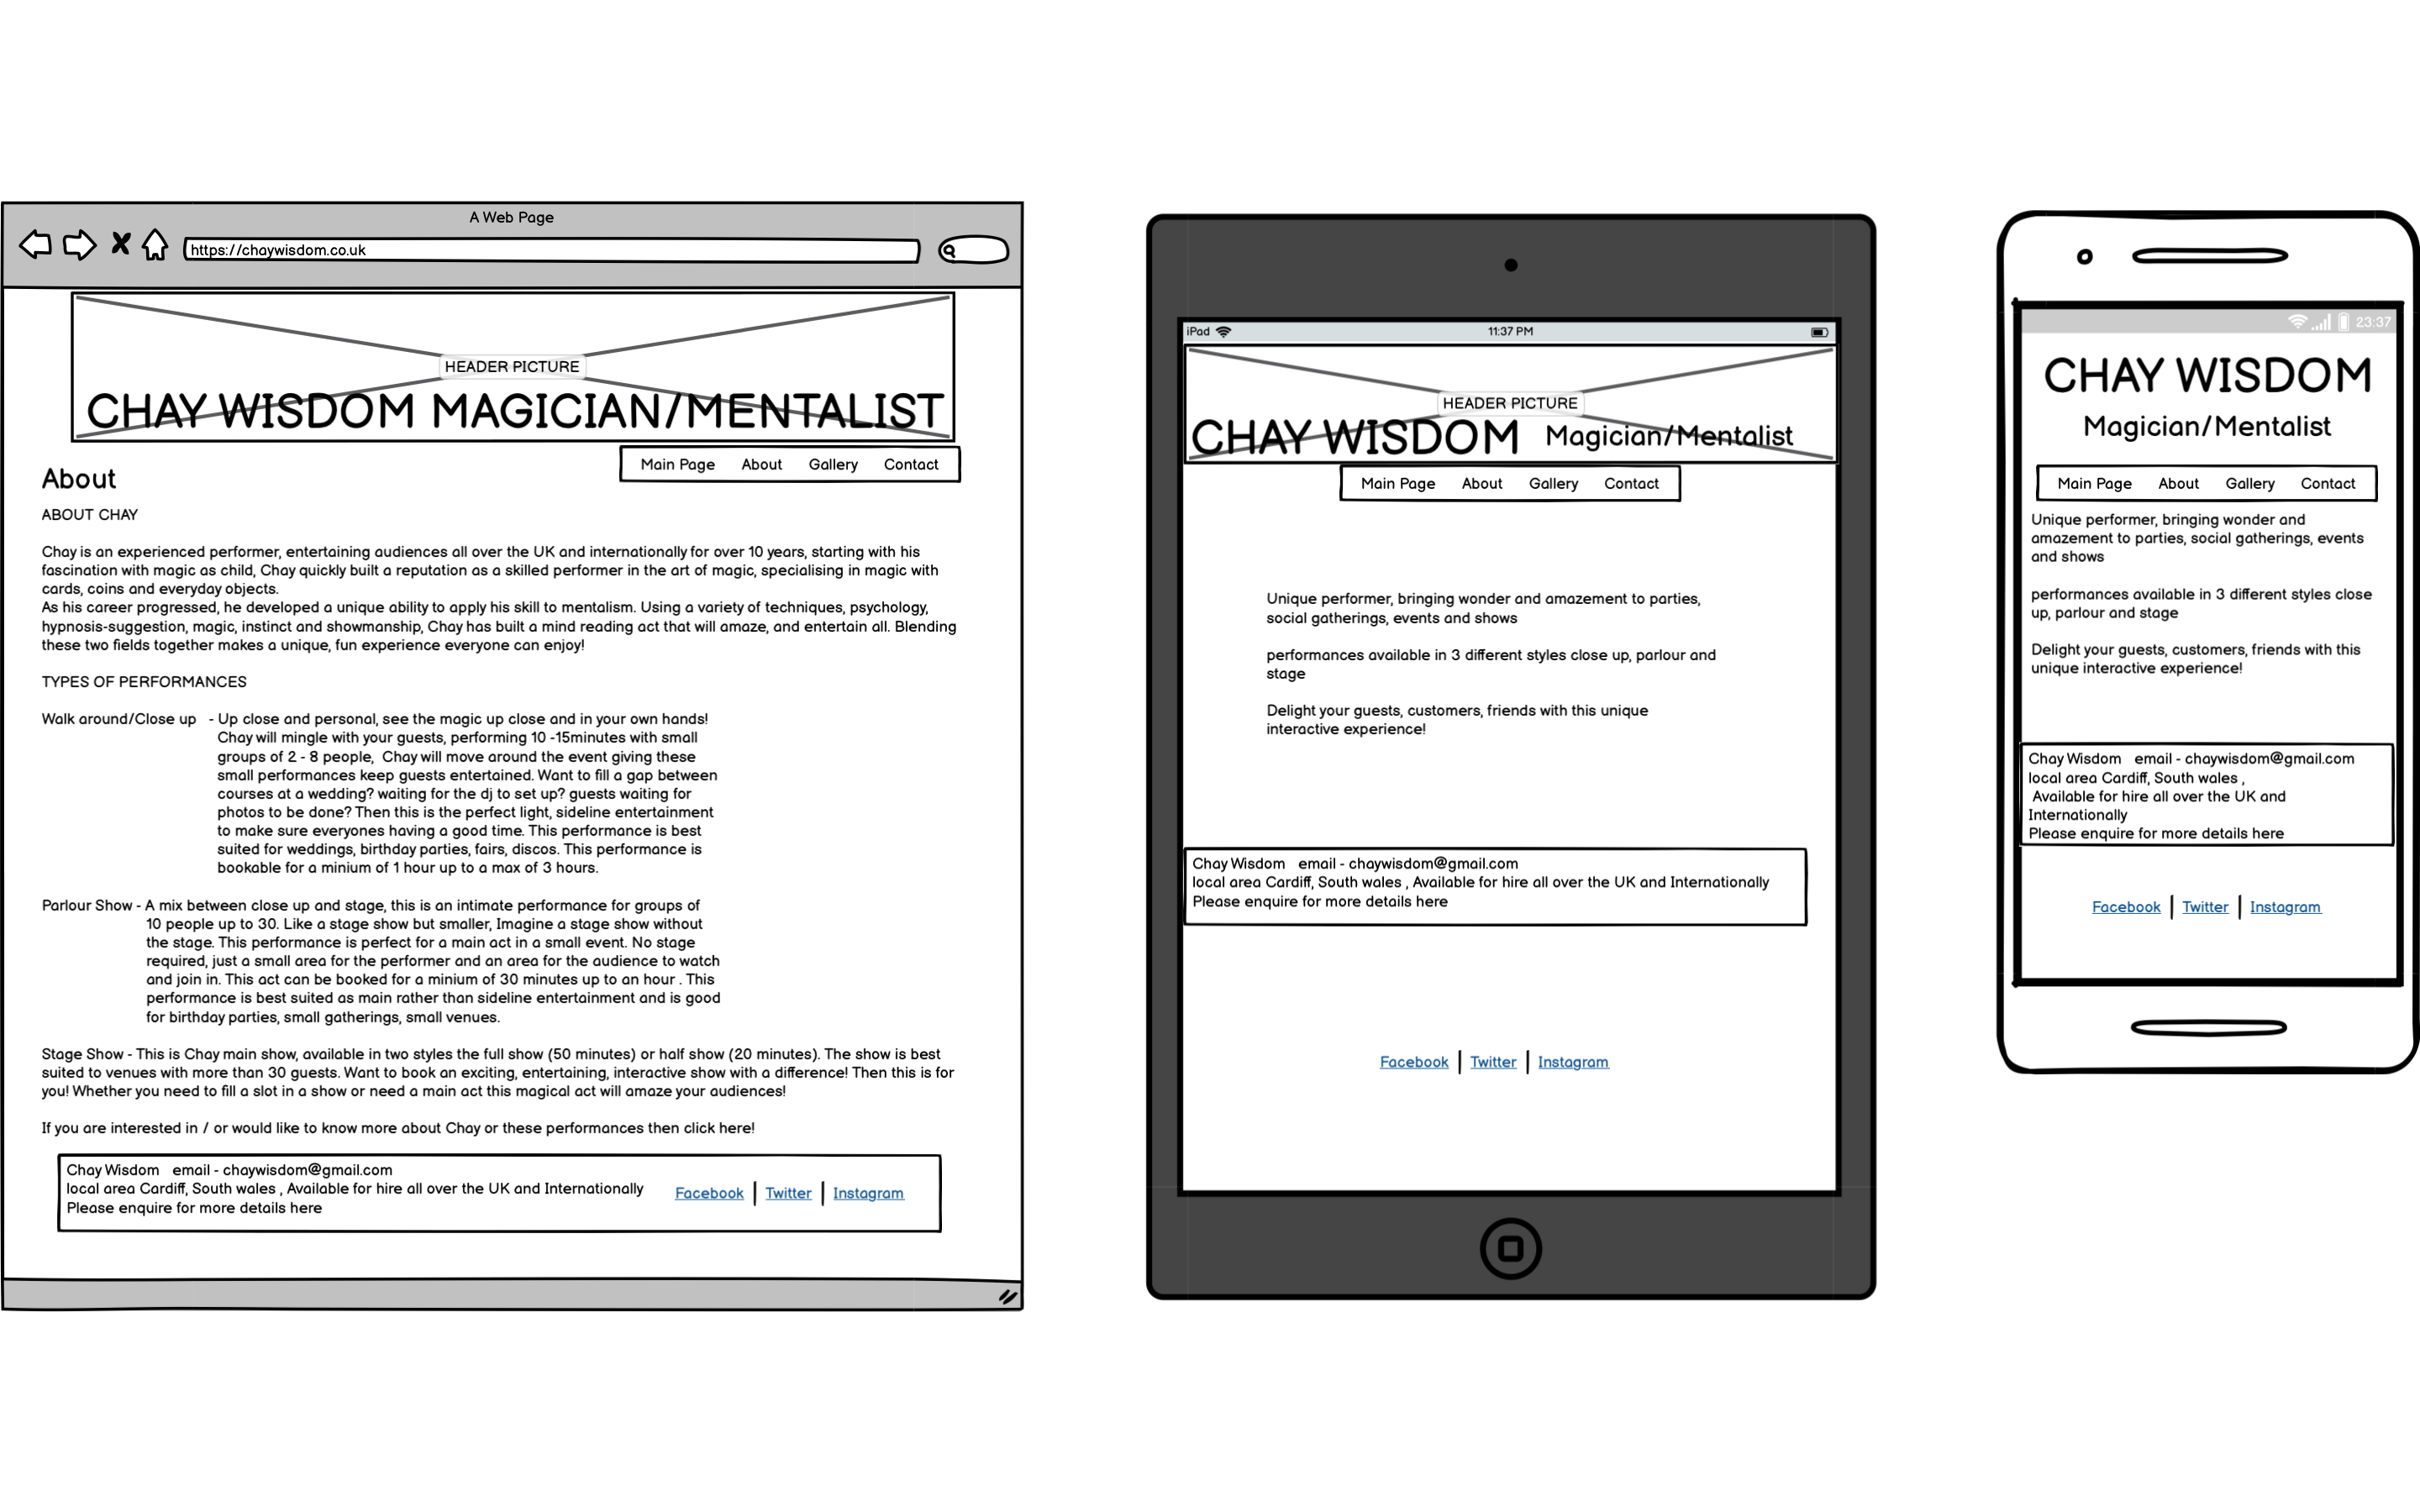 A Web Page
https://chaywisdom.co.uk
HEADER PICTURE
CHAY WISDOM MAGICIAN/MENTALIST
Main Page About Gallery Contact
About
ABOUT CHAY
Chay is an experienced performer, entertaining audiences all over the UK and internationally for over 10 years, starting with his
fascination with magic as child, Chay quickly built a reputation as a skilled performer in the art of magic, specialising in magic with
cards, coins and everyday objects.
As his career progressed, he developed a unique ability to apply his skill to mentalism. Using a variety of techniques, psychology,
hypnosis-suggestion, magic, instinct and showmanship, Chay has built a mind reading act that will amaze, and entertain all. Blending
these two fields together makes a unique, fun experience everyone can enjoy!
TYPES OF PERFORMANCES
Walk around/Close up - Up close and personal, see the magic up close and in your own hands!
Chay will mingle with your guests, performing 10 -15minutes with small
groups of 2 - 8 people, Chay will move around the event giving these
small performances keep guests entertained. Want to fill a gap between
courses at a wedding? waiting for the dj to set up? guests waiting for
photos to be done? Then this is the perfect light, sideline entertainment
to make sure everyones having a good time. This performance is best
suited for weddings, birthday parties, fairs, discos. This performance is
bookable for a minium of 1 hour up to a max of 3 hours.
Parlour Show - A mix between close up and stage, this is an intimate performance for groups of
10 people up to 30. Like a stage show but smaller, Imagine a stage show without
the stage. This performance is perfect for a main act in a small event. No stage
required, just a small area for the performer and an area for the audience to watch
and join in. This act can be booked for a minium of 30 minutes up to an hour . This
performance is best suited as main rather than sideline entertainment and is good
for birthday parties, small gatherings, small venues.
Stage Show - This is Chay main show, available in two styles the full show (50 minutes) or half show (20 minutes). The show is best
suited to venues with more than 30 guests. Want to book an exciting, entertaining, interactive show with a difference! Then this is for
you! Whether you need to fill a slot in a show or need a main act this magical act will amaze your audiences!
If you are interested in / or would like to know more about Chay or these performances then click here!
Chay Wisdom email - chaywisdom@gmail.com
local area Cardiff, South wales , Available for hire all over the UK and Internationally
Please enquire for more details here
Facebook | Twitter | Instagram
iPad 11:37 PM
HEADER PICTURE
CHAY WISDOM Magician/Mentalist
Main Page About Gallery Contact
Unique performer, bringing wonder and amazement to parties,
social gatherings, events and shows
performances available in 3 different styles close up, parlour and
stage
Delight your guests, customers, friends with this unique
interactive experience!
Chay Wisdom email - chaywisdom@gmail.com
local area Cardiff, South wales , Available for hire all over the UK and Internationally
Please enquire for more details here
Facebook | Twitter | Instagram
23:37
CHAY WISDOM
Magician/Mentalist
Main Page About Gallery Contact
Unique performer, bringing wonder and
amazement to parties, social gatherings, events
and shows
performances available in 3 different styles close
up, parlour and stage
Delight your guests, customers, friends with this
unique interactive experience!
Chay Wisdom email - chaywisdom@gmail.com
local area Cardiff, South wales ,
Available for hire all over the UK and
Internationally
Please enquire for more details here
Facebook | Twitter | Instagram